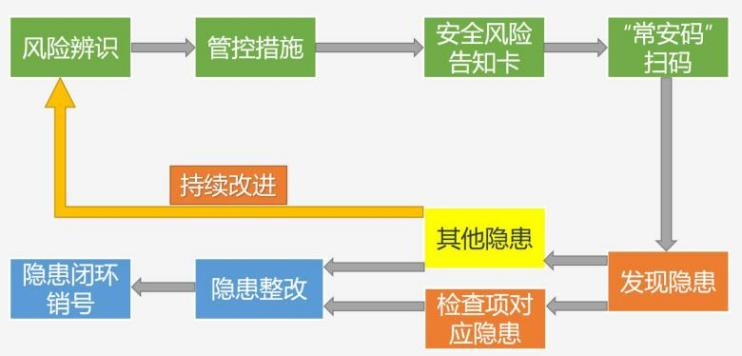 风险辨识
管控措施
安全风险
告知卡
“常安码”
扫码
持续改进
其他隐患
发现隐患
隐患闭环
销号
隐患整改
检查项对
应隐患